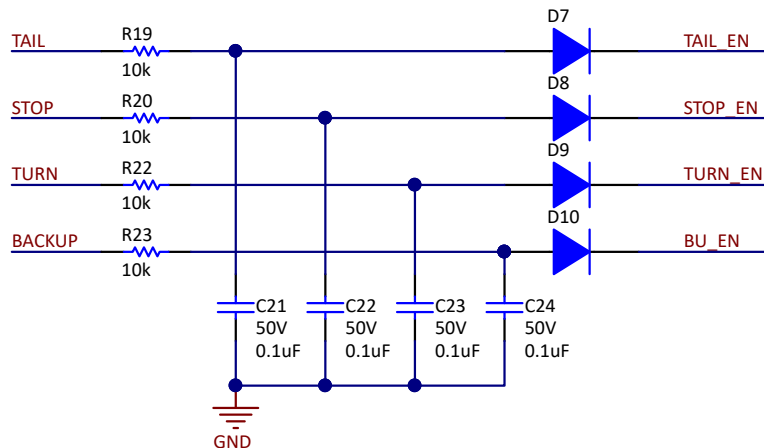 D7
TAIL R19 TAIL_EN
10k
D8
STOP R20 STOP_EN
10k
D9
TURN R22 TURN_EN
10k
D10
BACKUP R23 BU_EN
10k
C21 C22 C23 C24
50V 50V 50V 50V
0.1uF 0.1uF 0.1uF 0.1uF
GND